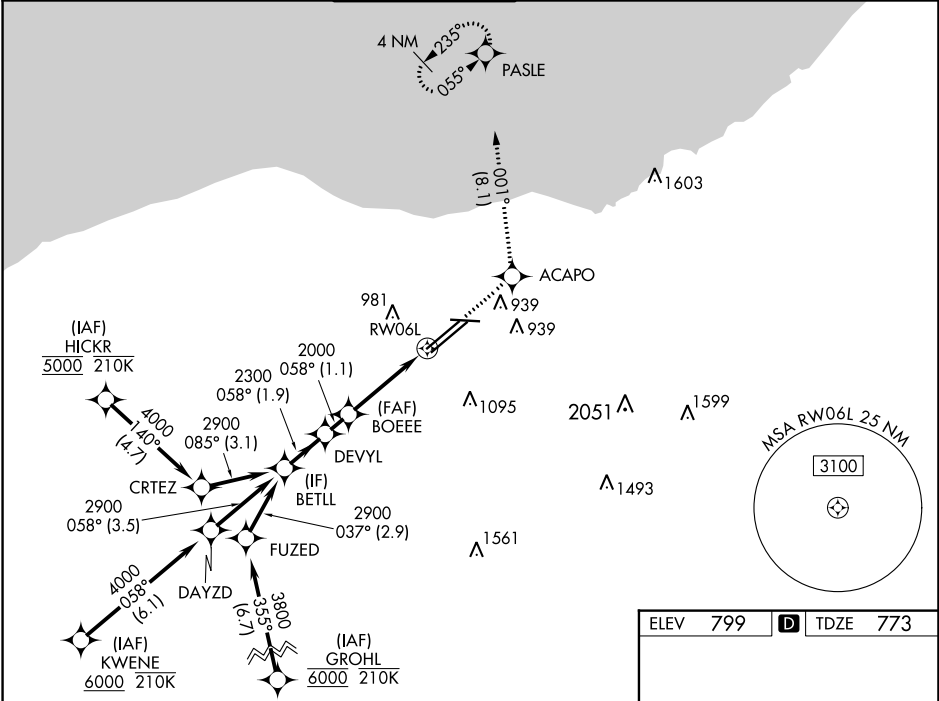 4 NM
235°
055°
PASLE
001°
(8.1)
1603
ACAPO
981
939
RW06L
939
(IAF)
HICKR
5000 210K
2000
058° (1.1)
2300
058° (1.9)
4000
140°
(4.7)
2900
085° (3.1)
(FAF)
BOEEE
1095
2051
1599
MSA RW06L 25 NM
3100
DEVYL
CRTEZ
(IF)
BETLL
1493
2900
058° (3.5)
2900
037° (2.9)
FUZED
1561
DAYZD
4000
058°
(6.1)
3800
355°
(6.7)
(IAF)
KWENE
6000 210K
(IAF)
GROHL
6000 210K
ELEV 799 D TDZE 773